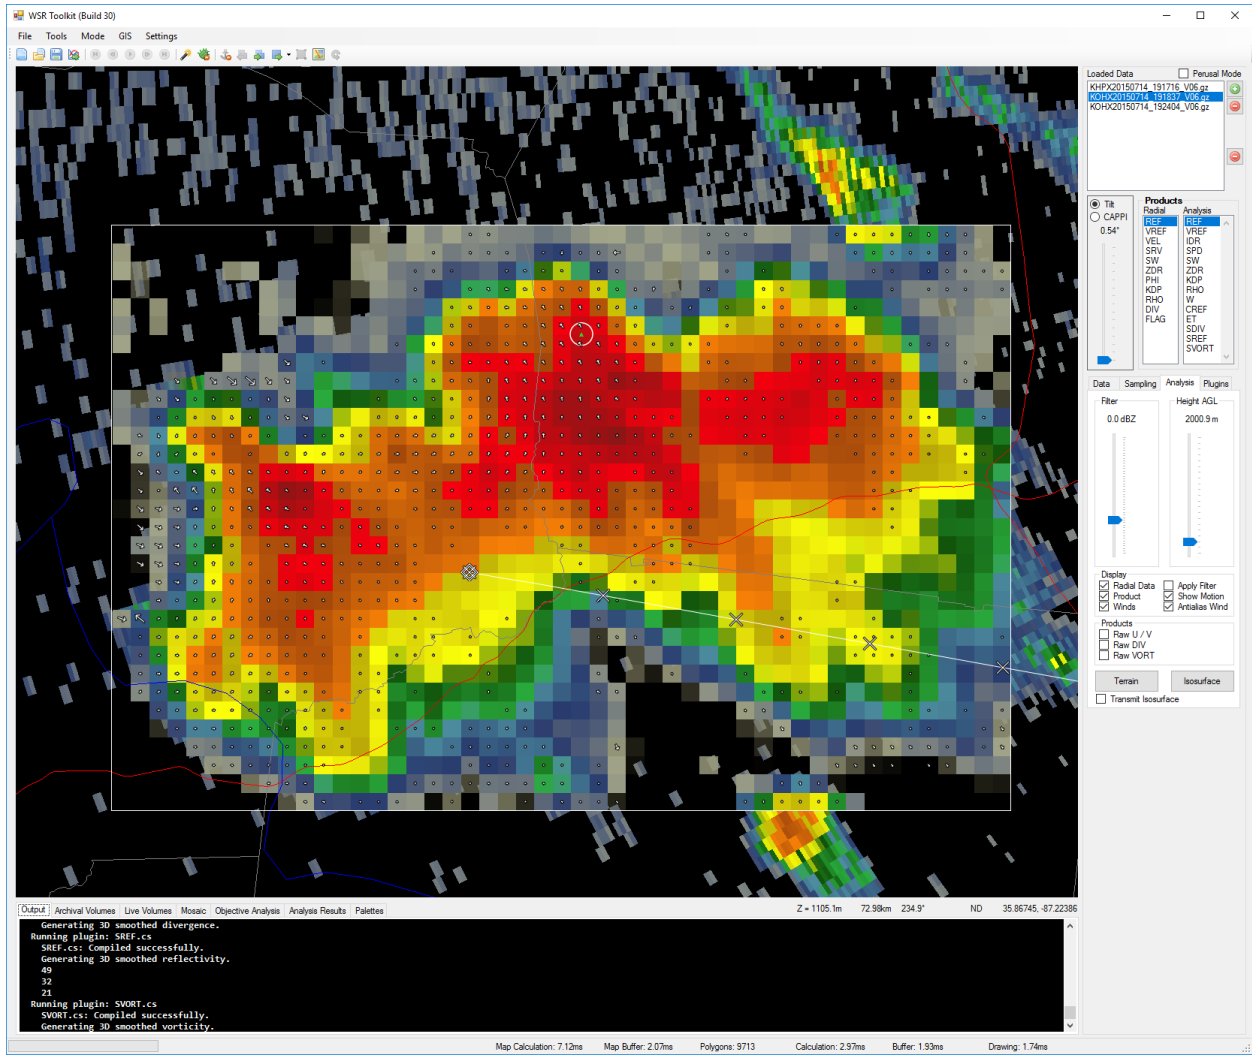 WSR Toolkit (Build 30)
File Tools Mode GIS Settings
Loaded Data Perusal Mode
KHPX20150714_191716_V06.gz
KOHX20150714_191837_V06.gz
KOHX20150714_192404_V06.gz
Tilt
CAPPI
0.54°
Products
Radial Analysis
REF REF
VREF VREF
VEL IDR
SRV SPD
SW SW
ZDR ZDR
PHI KDP
KDP RHO
RHO W
DIV CREF
FLAG ET
SDIV
SREF
SVORT
Data Sampling Analysis Plugins
Filter Height AGL
0.0 dBZ 2000.9 m
Display
Radial Data Apply Filter
Product Show Motion
Winds Antialias Wind
Products
Raw U / V
Raw DIV
Raw VORT
Terrain Isosurface
Transmit Isosurface
Output Archival Volumes Live Volumes Mosaic Objective Analysis Analysis Results Palettes
Z = 1105.1m 72.98km 234.9° ND 35.86745, -87.22386
Generating 3D smoothed divergence.
Running plugin: SREF.cs
SREF.cs: Compiled successfully.
Generating 3D smoothed reflectivity.
49
32
21
Running plugin: SVORT.cs
SVORT.cs: Compiled successfully.
Generating 3D smoothed vorticity.
Map Calculation: 7.12ms Map Buffer: 2.07ms Polygons: 9713 Calculation: 2.97ms Buffer: 1.93ms Drawing: 1.74ms